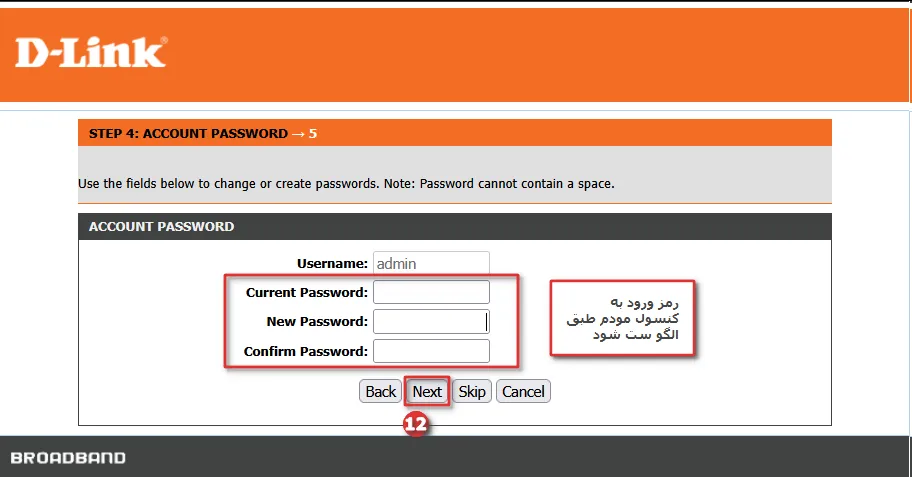 D-Link®
STEP 4: ACCOUNT PASSWORD → 5
Use the fields below to change or create passwords. Note: Password cannot contain a space.
ACCOUNT PASSWORD
Username: admin
Current Password:
New Password:
Confirm Password:
رمز ورود به
کنسول مودم طبق
الگو ست شود
Back Next Skip Cancel
12
BROADBAND